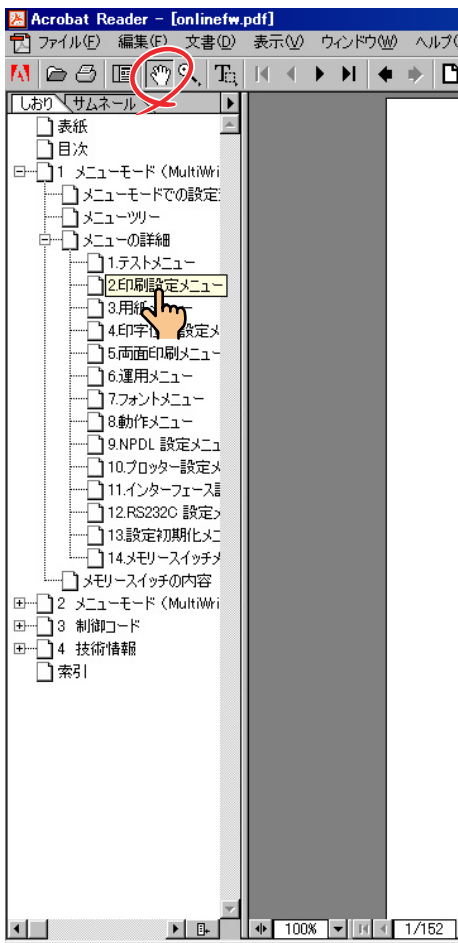 Acrobat Reader - [onlinefw.pdf]
ファイル(F) 編集(E) 文書(D) 表示(V) ウィンドウ(W) ヘルプ(
しおり サムネール
表紙
目次
1 メニューモード (MultiWri
メニューモードでの設定
メニューツリー
メニューの詳細
1.テストメニュー
2.印刷設定メニュー
3.用紙
4.印字 設定メ
5.両面印刷メニュー
6.運用メニュー
7.フォントメニュー
8.動作メニュー
9.NPDL 設定メニュ
10.プロッター設定メ
11.インターフェース
12.RS232C 設定メ
13.設定初期化メニ
14.メモリースイッチメ
メモリースイッチの内容
2 メニューモード (MultiWri
3 制御コード
4 技術情報
索引
100% 1/152